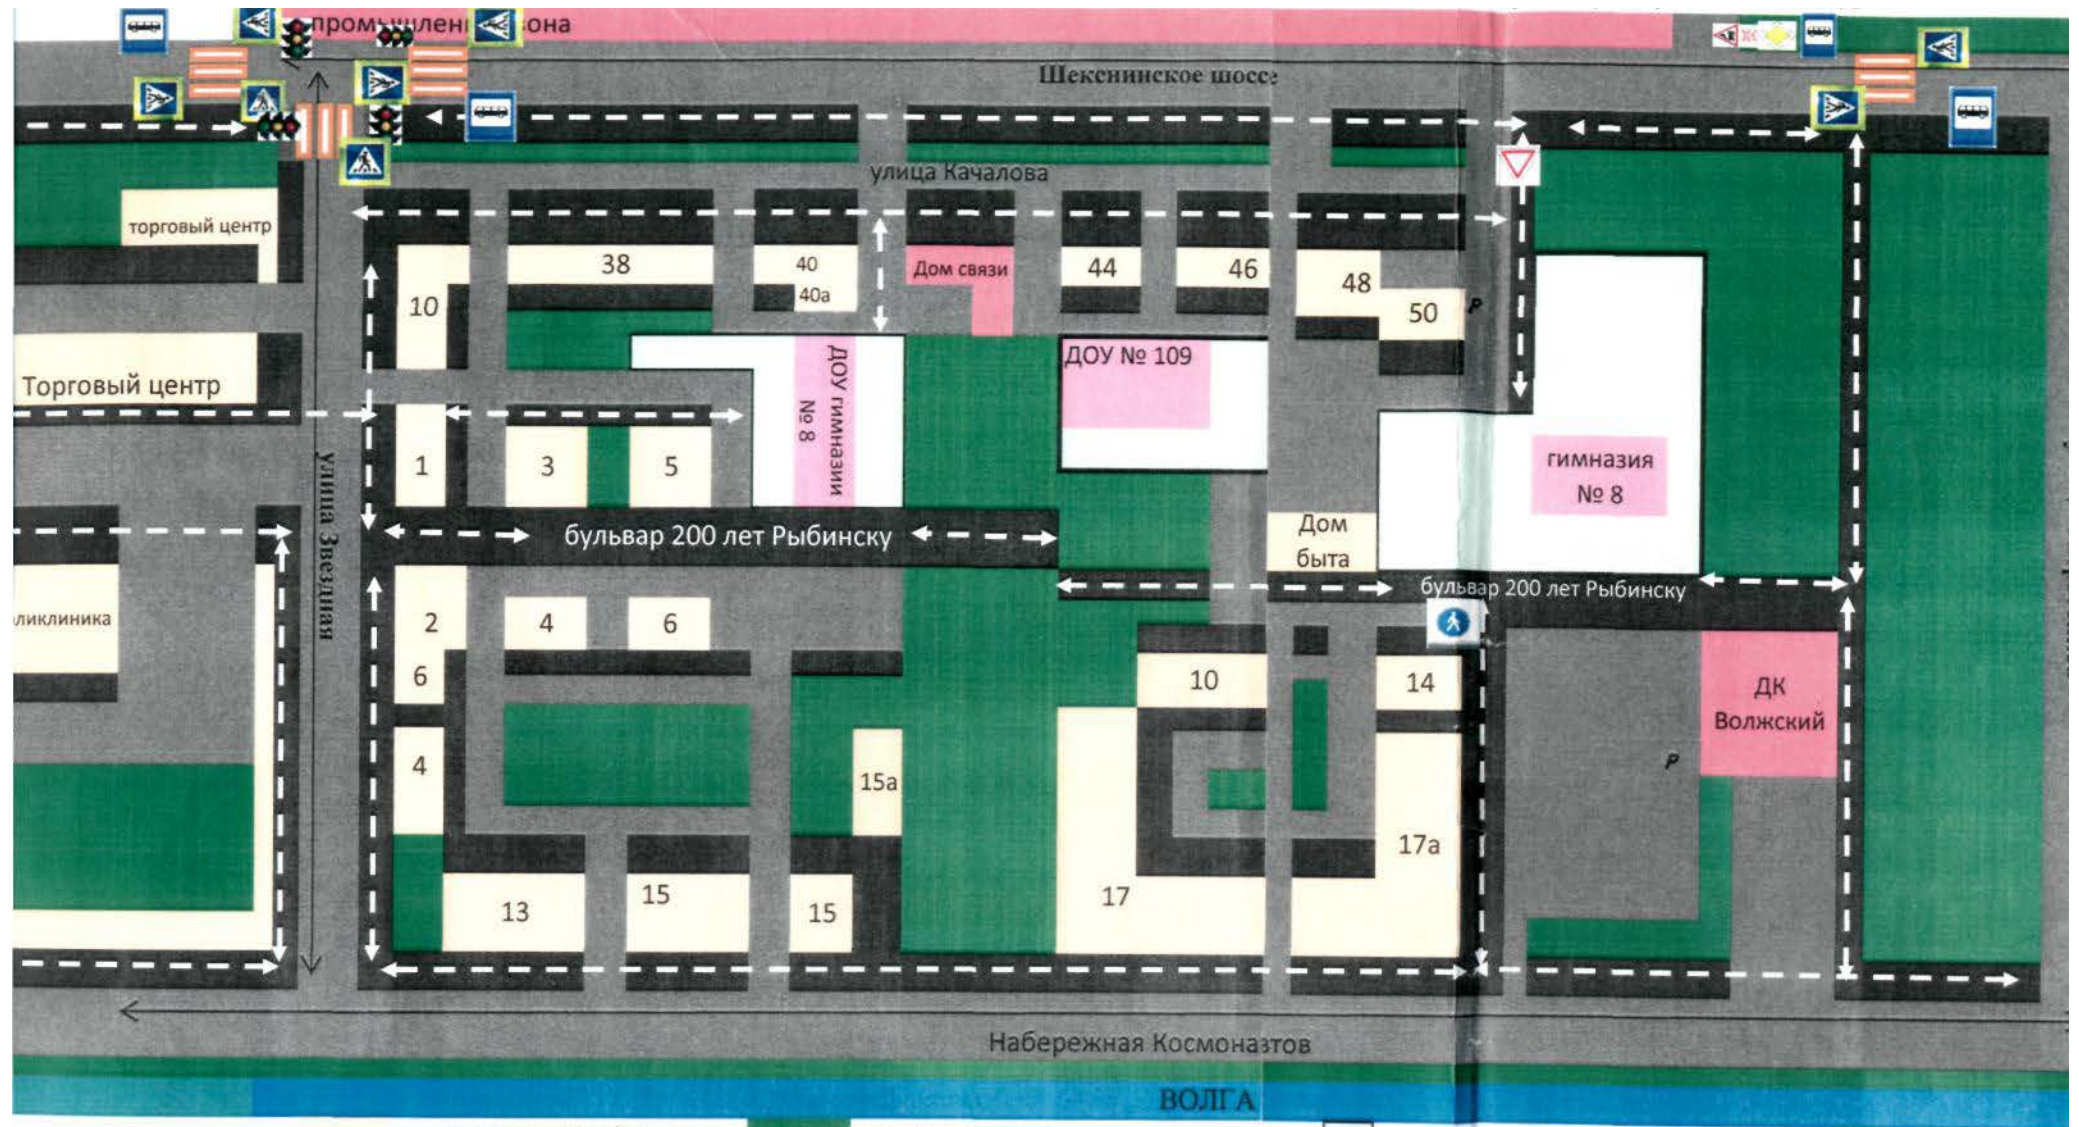 промышленная зона
Шекснинское шоссе
улица Качалова
торговый центр
38
40
40а
Дом связи
44
46
48
50
10
Р
ДОУ № 109
ДОУ гимназии
№ 8
Торговый центр
1
3
5
гимназия
№ 8
улица Звездная
бульвар 200 лет Рыбинску
Дом
быта
бульвар 200 лет Рыбинску
2
4
6
6
10
14
ДК
Волжский
4
15а
Р
17а
13
15
15
17
Набережная Космонавтов
ВОЛГА